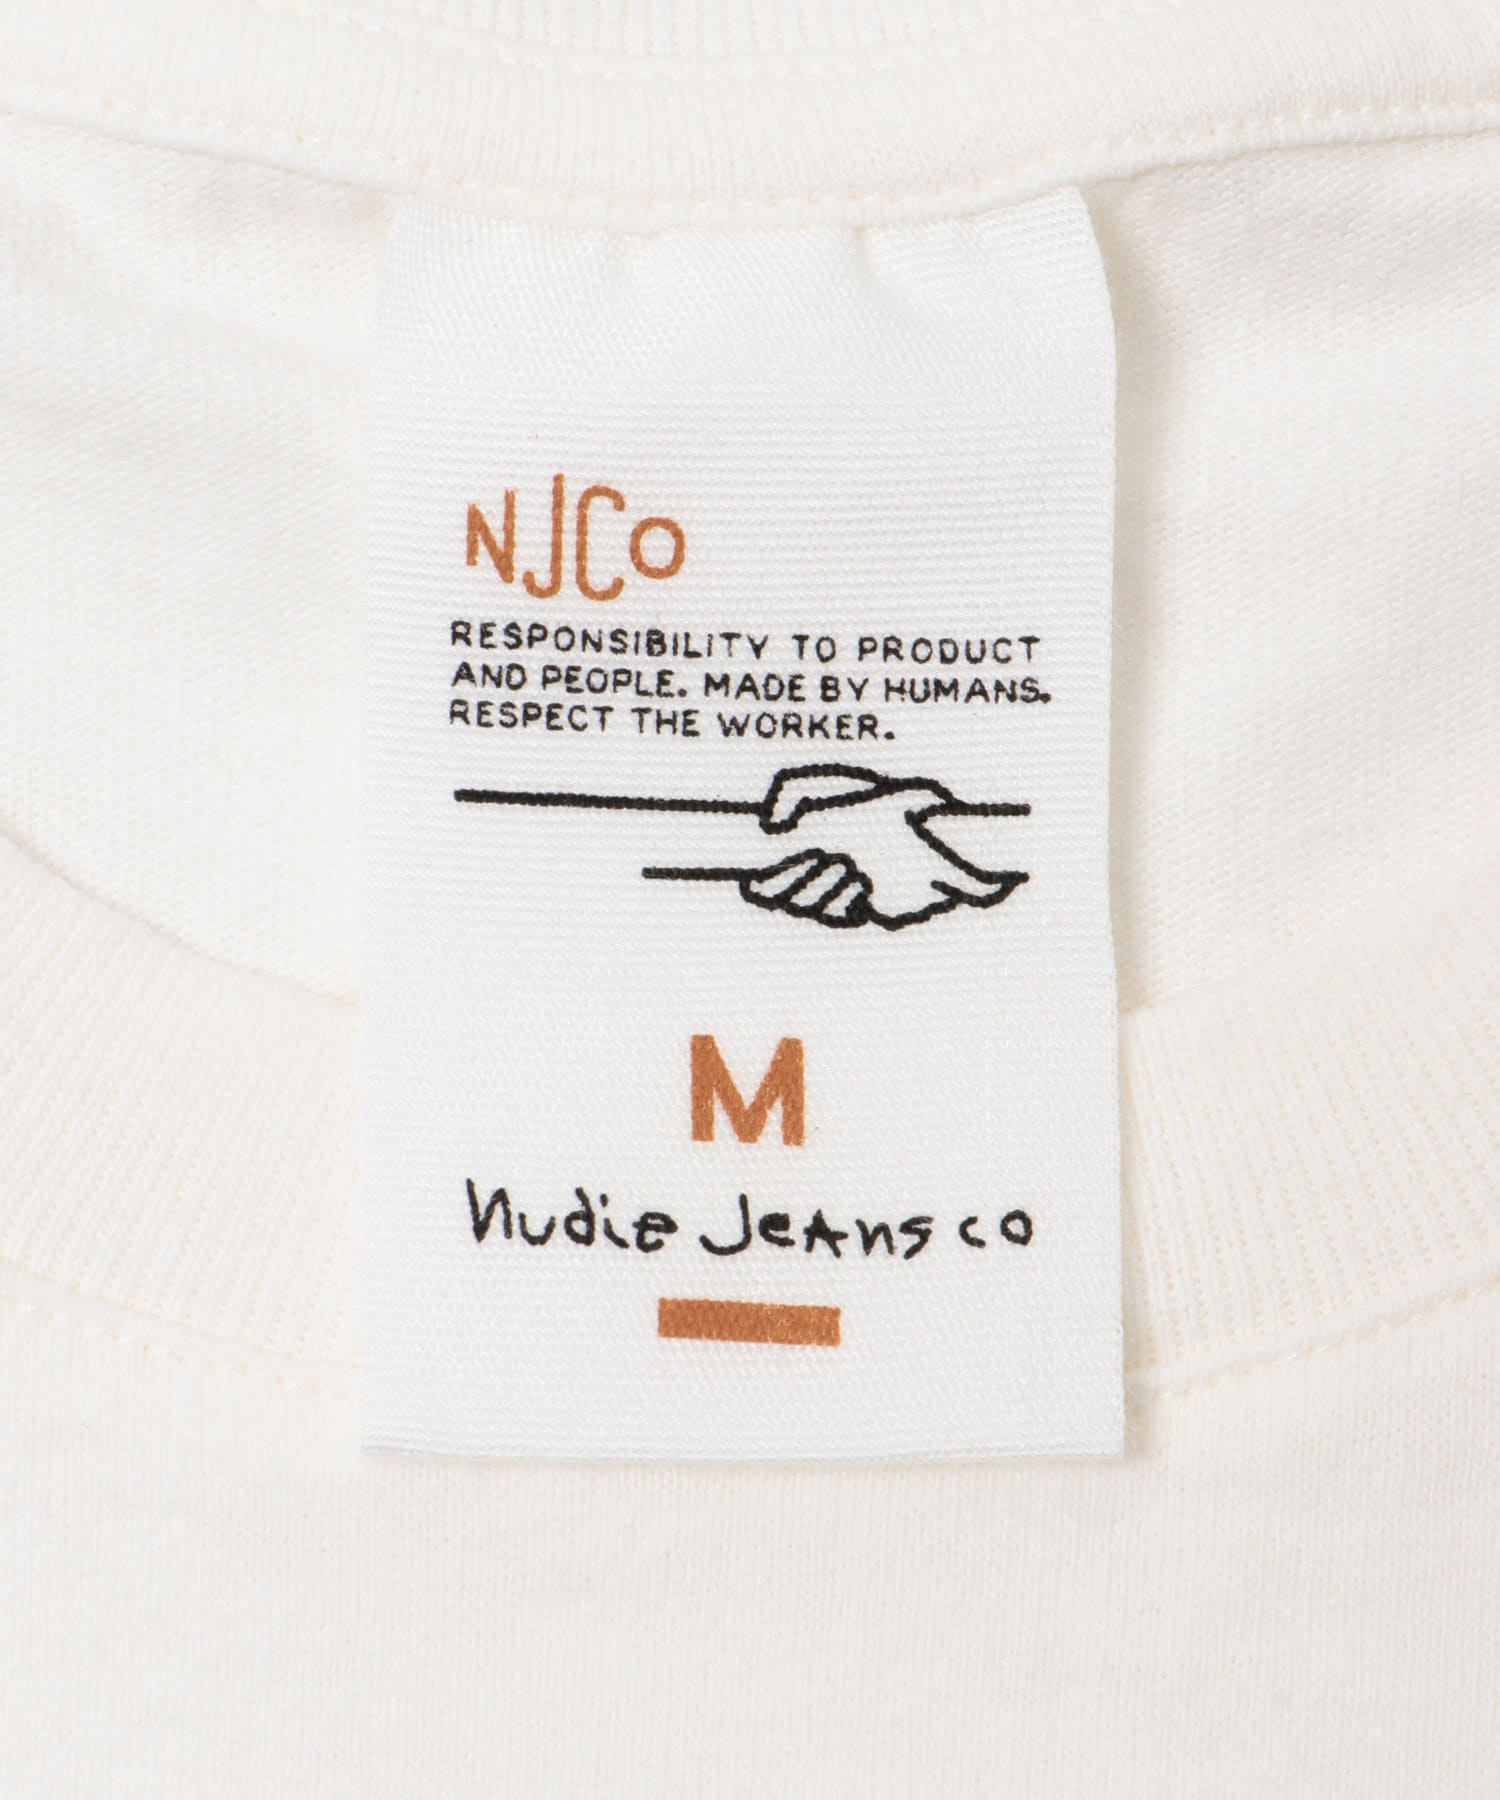 NJCo
RESPONSIBILITY TO PRODUCT
AND PEOPLE. MADE BY HUMANS.
RESPECT THE WORKER.
M
Nudie Jeans co